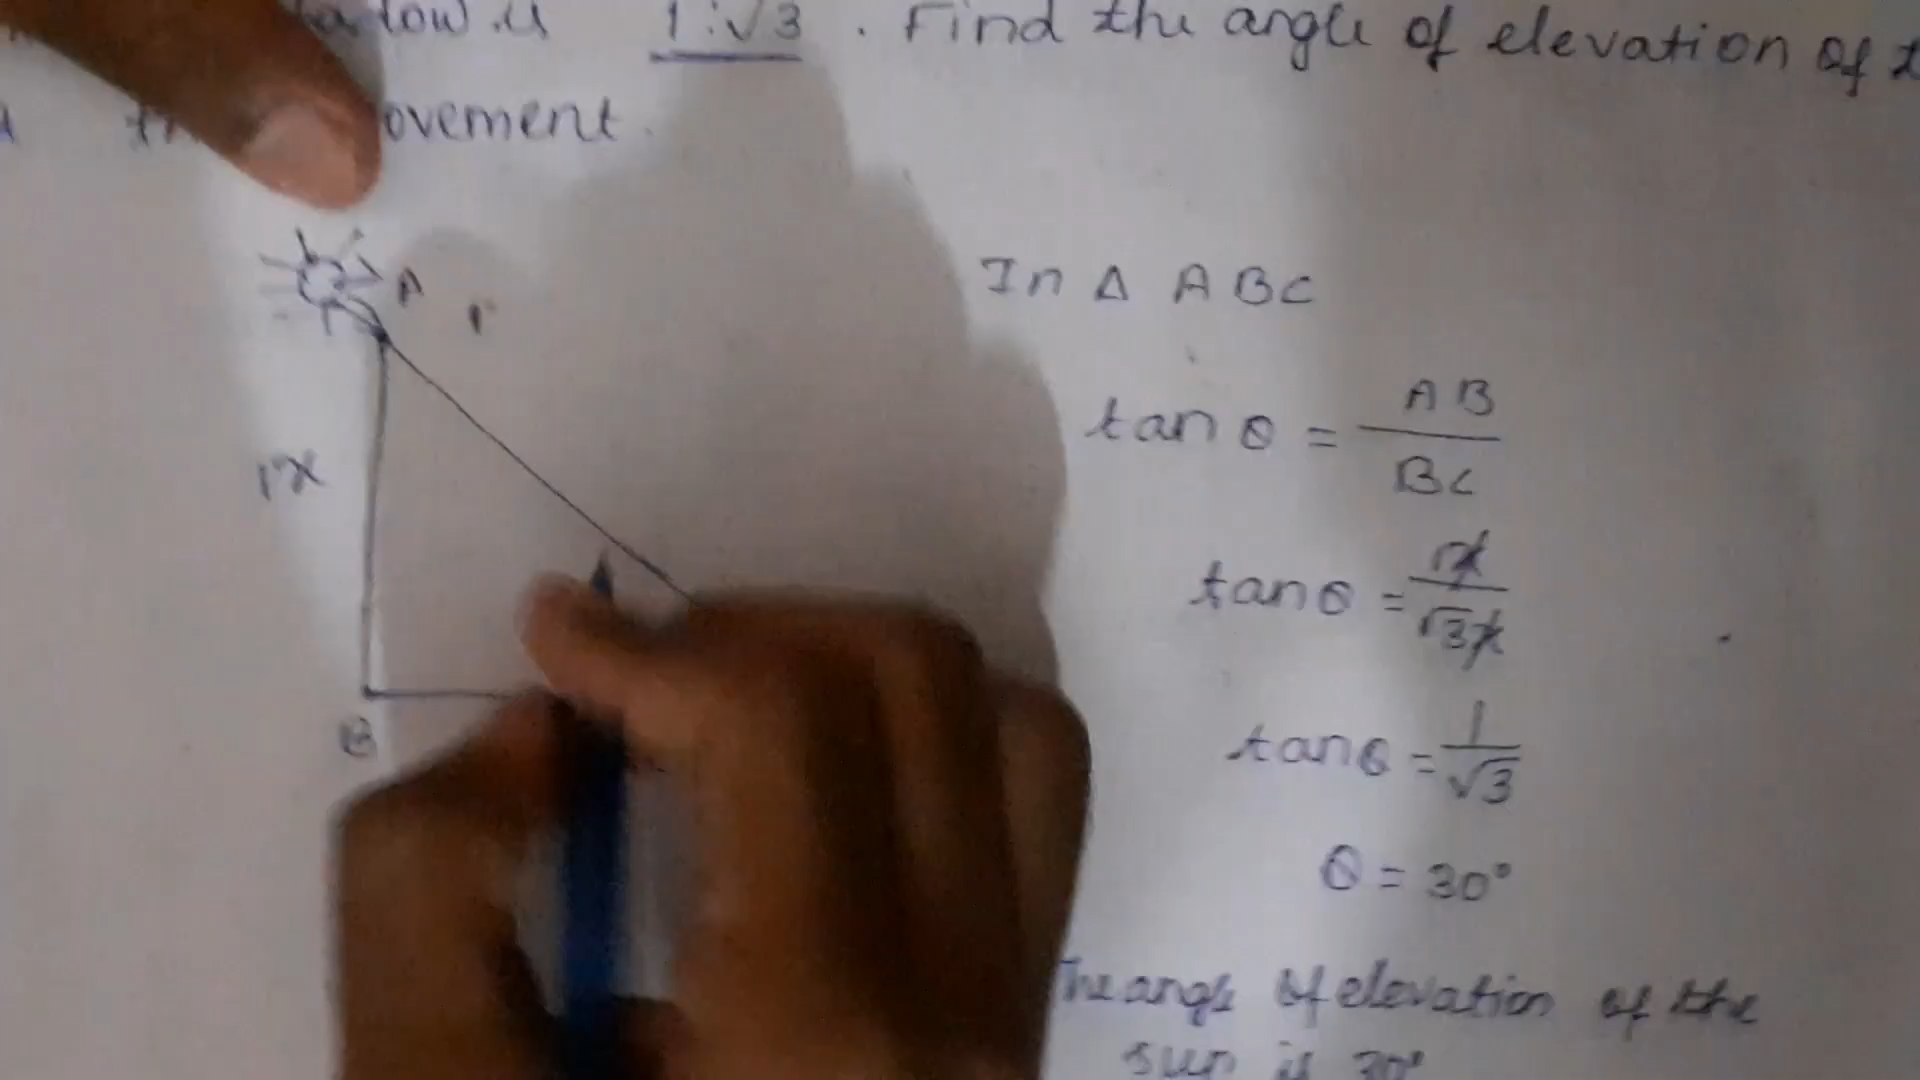 is 1:√3 . Find the angle of elevation of
ovement.
A
1x
B
In Δ ABC
tan θ = AB / BC
tan θ = 1x / √3x
tan θ = 1 / √3
θ = 30°
The angle of elevation of the
sun is 30°